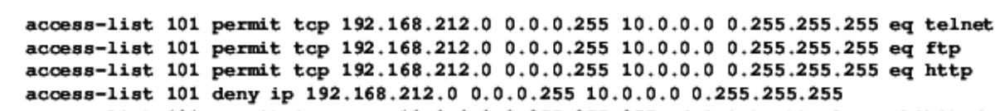 access-list 101 permit tcp 192.168.212.0 0.0.0.255 10.0.0.0 0.255.255.255 eq telnet
access-list 101 permit tcp 192.168.212.0 0.0.0.255 10.0.0.0 0.255.255.255 eq ftp
access-list 101 permit tcp 192.168.212.0 0.0.0.255 10.0.0.0 0.255.255.255 eq http
access-list 101 deny ip 192.168.212.0 0.0.0.255 10.0.0.0 0.255.255.255